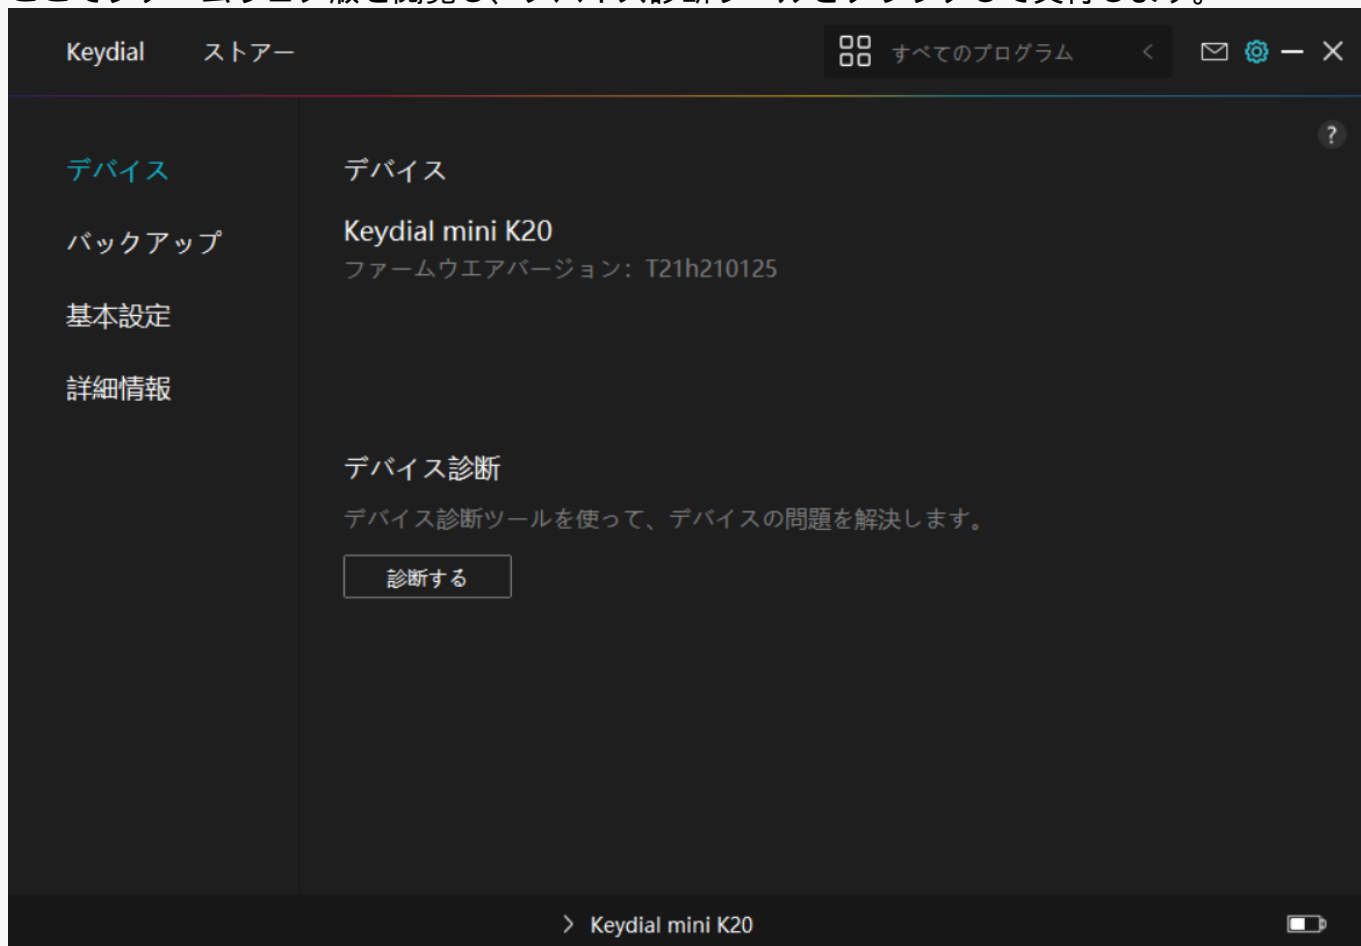 Keydial ストアー すべてのプログラム
?
デバイス
バックアップ
基本設定
詳細情報
デバイス
Keydial mini K20
ファームウエアバージョン: T21h210125
デバイス診断
デバイス診断ツールを使って、デバイスの問題を解決します。
診断する
Keydial mini K20